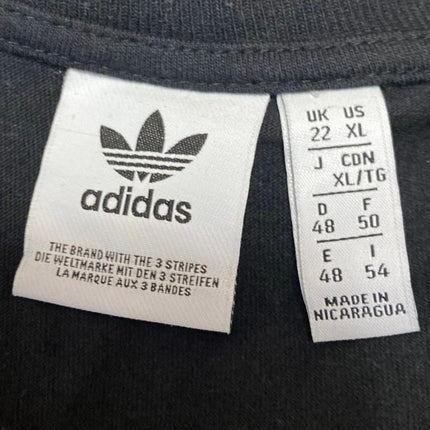 adidas
THE BRAND WITH THE 3 STRIPES
DIE WELTMARKE MIT DEN 3 STREIFEN
LA MARQUE AUX 3 BANDES
UK US
22 XL
J CDN
XL/TG
D F
48 50
E I
48 54
MADE IN
NICARAGUA